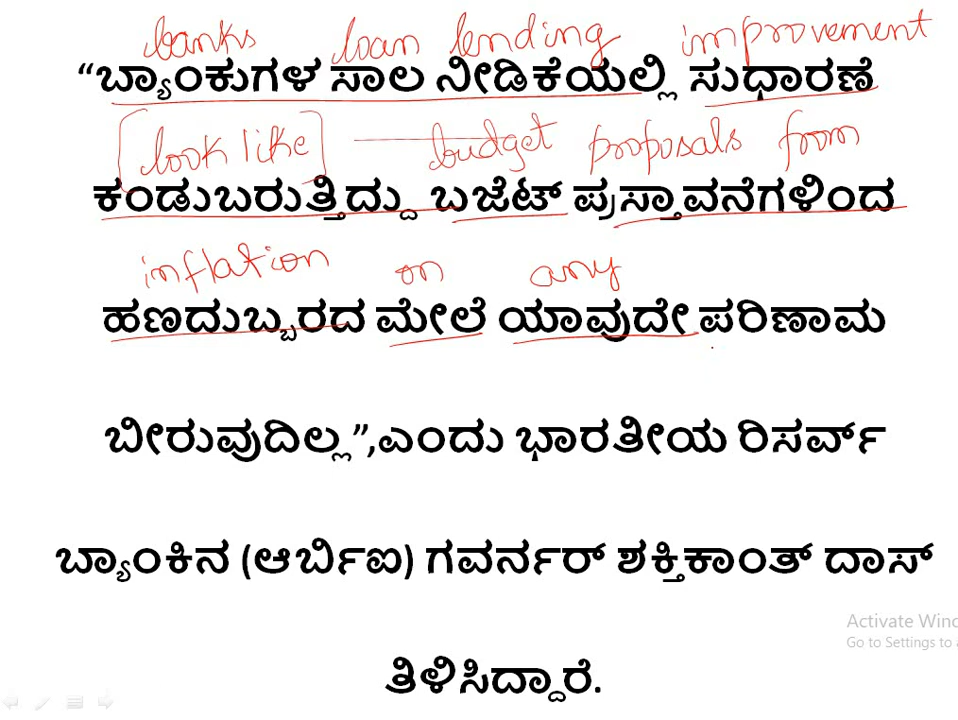 banks loan lending improvement
“ಬ್ಯಾಂಕುಗಳ ಸಾಲ ನೀಡಿಕೆಯಲ್ಲಿ ಸುಧಾರಣೆ
[look like] budget proposals from
ಕಂಡುಬರುತ್ತಿದ್ದು ಬಜೆಟ್ ಪ್ರಸ್ತಾವನೆಗಳಿಂದ
inflation on any
ಹಣದುಬ್ಬರದ ಮೇಲೆ ಯಾವುದೇ ಪರಿಣಾಮ
ಬೀರುವುದಿಲ್ಲ”,ಎಂದು ಭಾರತೀಯ ರಿಸರ್ವ್
ಬ್ಯಾಂಕಿನ (ಆರ್ಬಿಐ) ಗವರ್ನರ್ ಶಕ್ತಿಕಾಂತ್ ದಾಸ್
Activate Wind
Go to Settings to a
ತಿಳಿಸಿದ್ದಾರೆ.